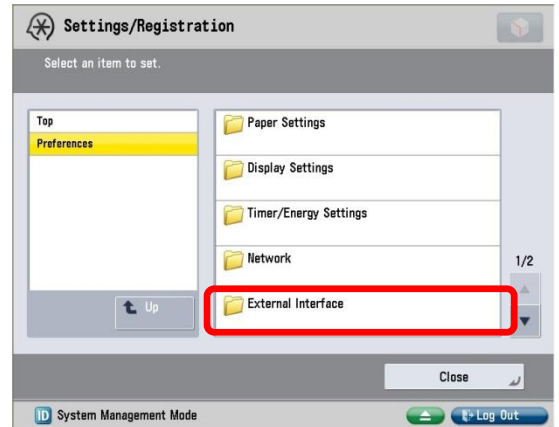 Settings/Registration
Select an item to set.
Top
Preferences
Up
Paper Settings
Display Settings
Timer/Energy Settings
Network
External Interface
1/2
Close
ID System Management Mode
Log Out